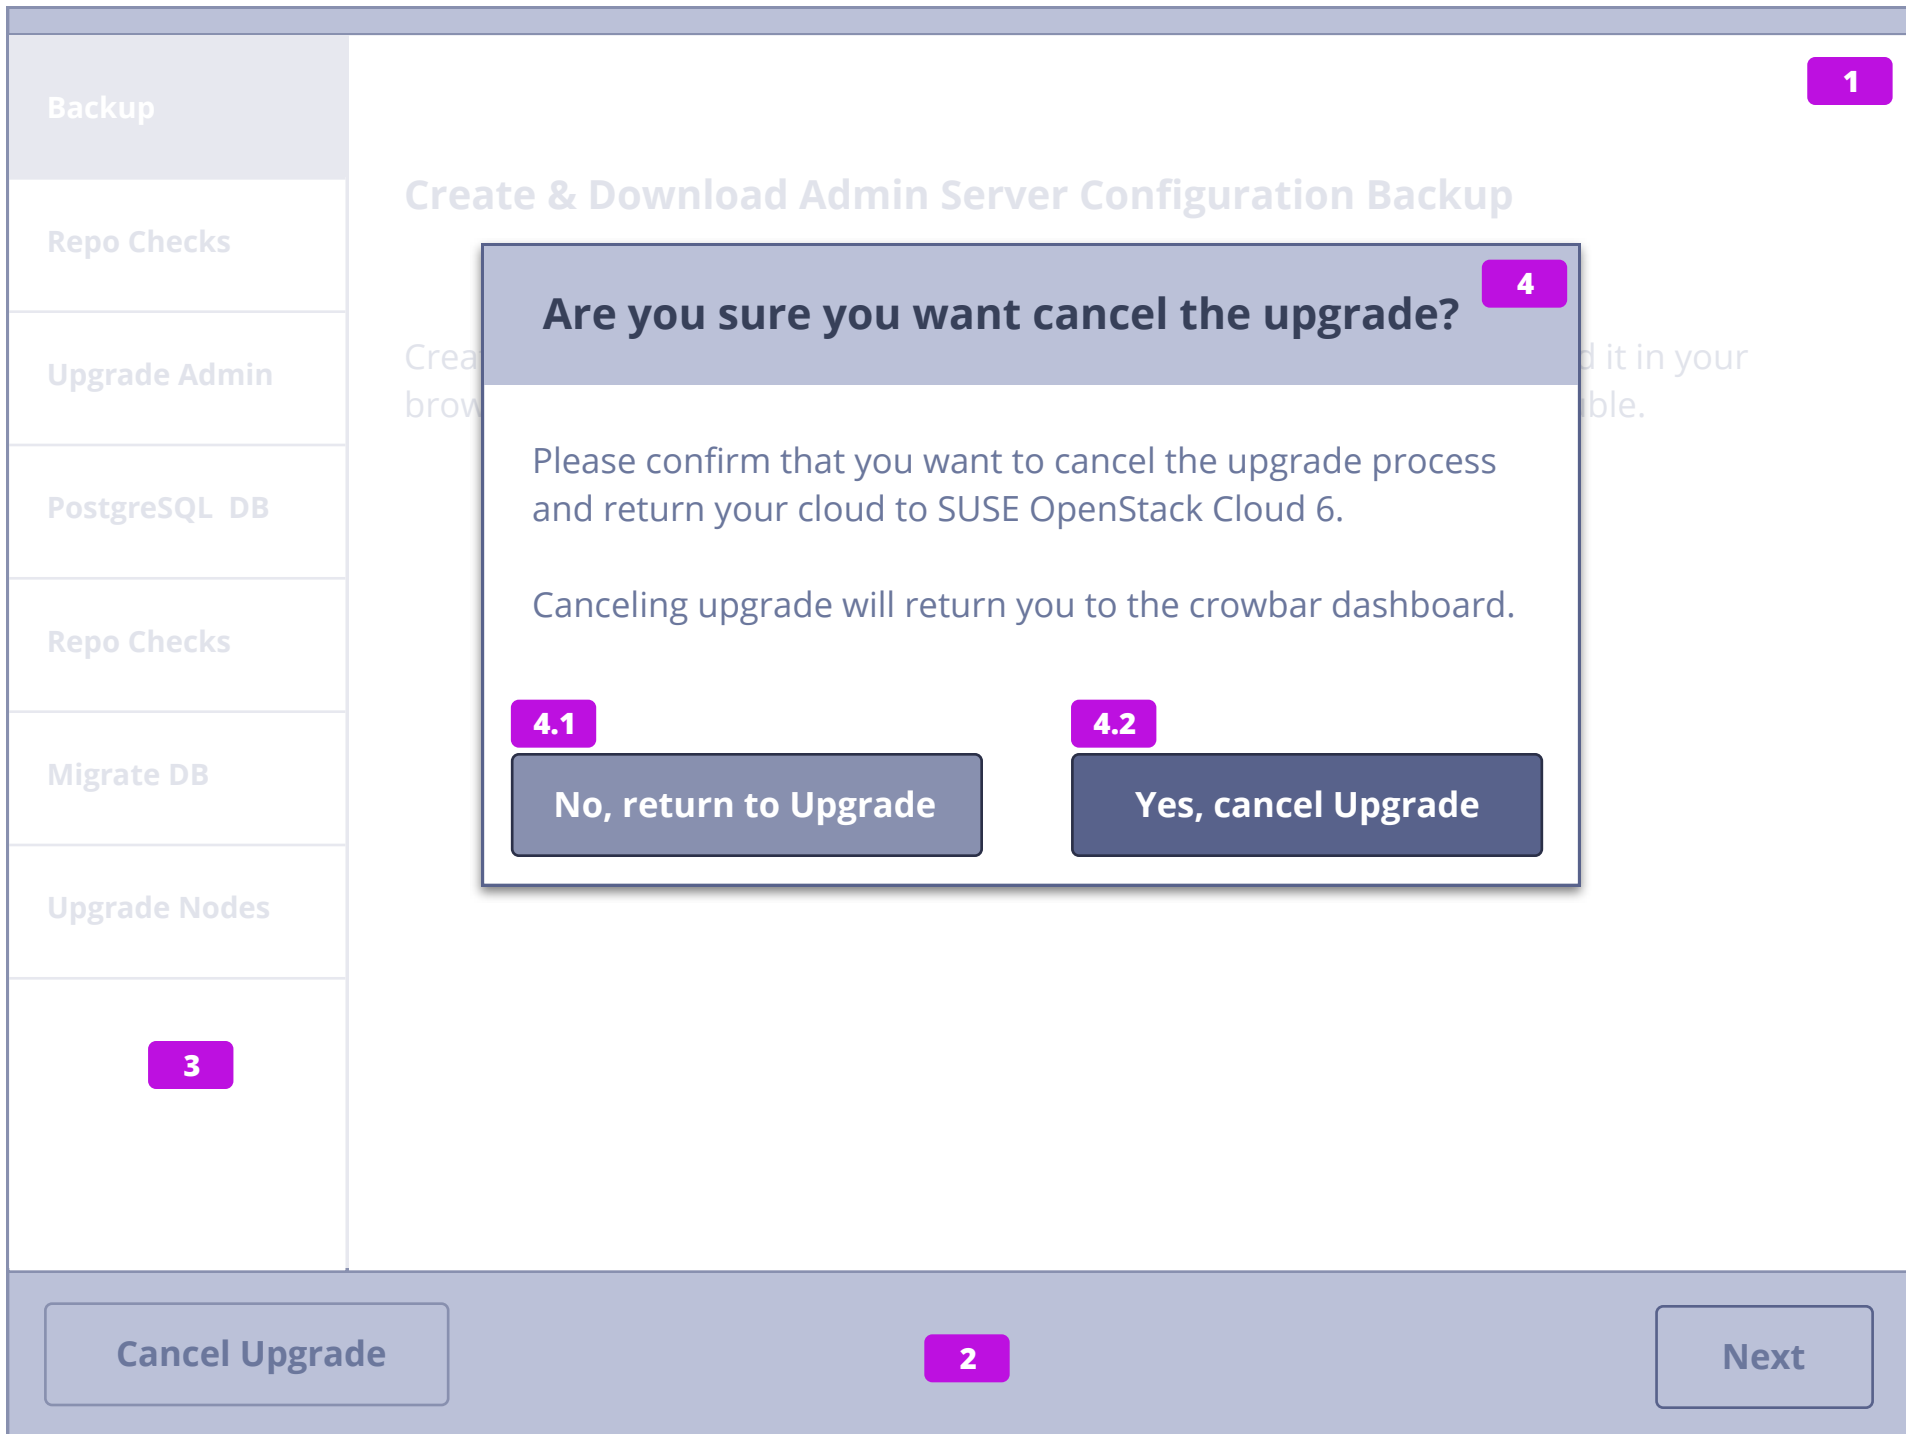 Backup
Repo Checks
Upgrade Admin
PostgreSQL  DB
Repo Checks
Migrate DB
Upgrade Nodes
3
1
Create & Download Admin Server Configuration Backup
it in your
4
Are you sure you want cancel the upgrade?
Please confirm that you want to cancel the upgrade process
and return your cloud to SUSE OpenStack Cloud 6.
Canceling upgrade will return you to the crowbar dashboard.
4.1
4.2
No, return to Upgrade
Yes, cancel Upgrade
Cancel Upgrade
2
Next